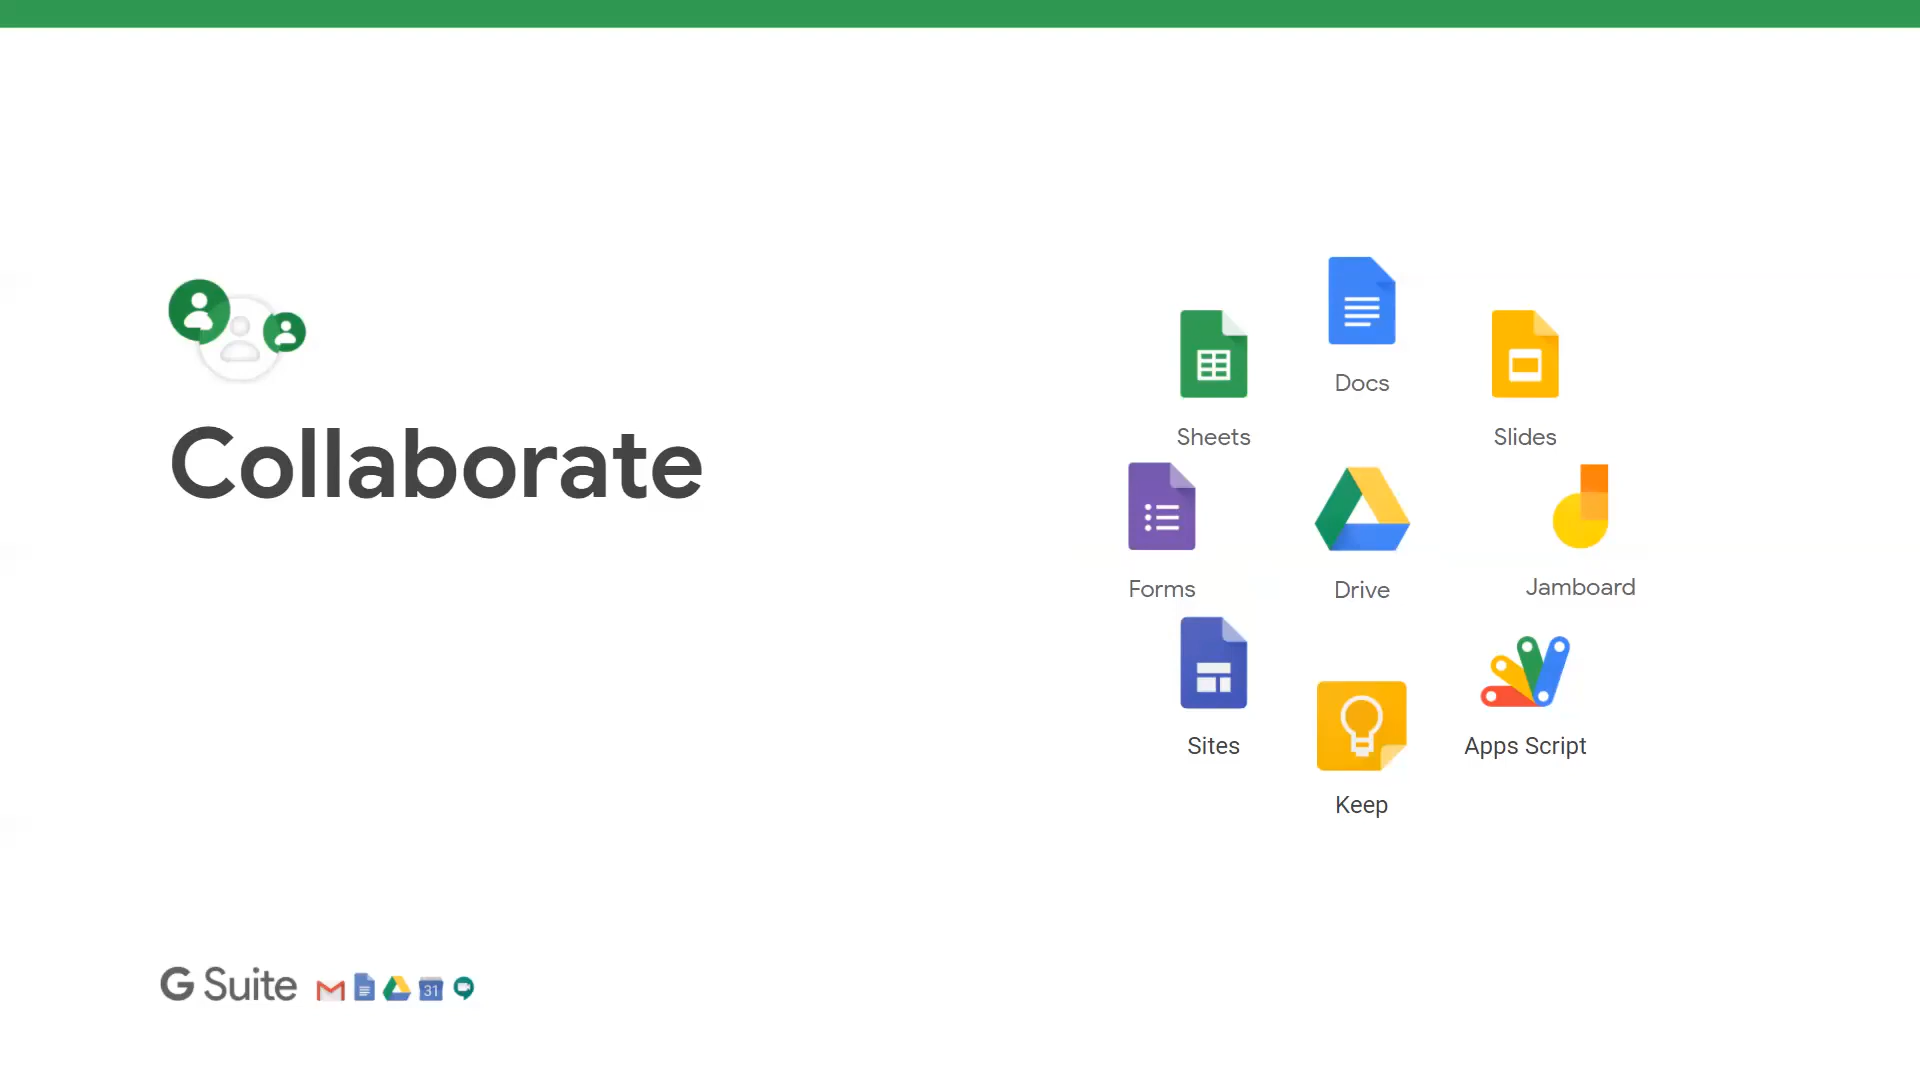 Collaborate
Docs
Sheets
Slides
Forms
Drive
Jamboard
Sites
Apps Script
Keep
G Suite
31